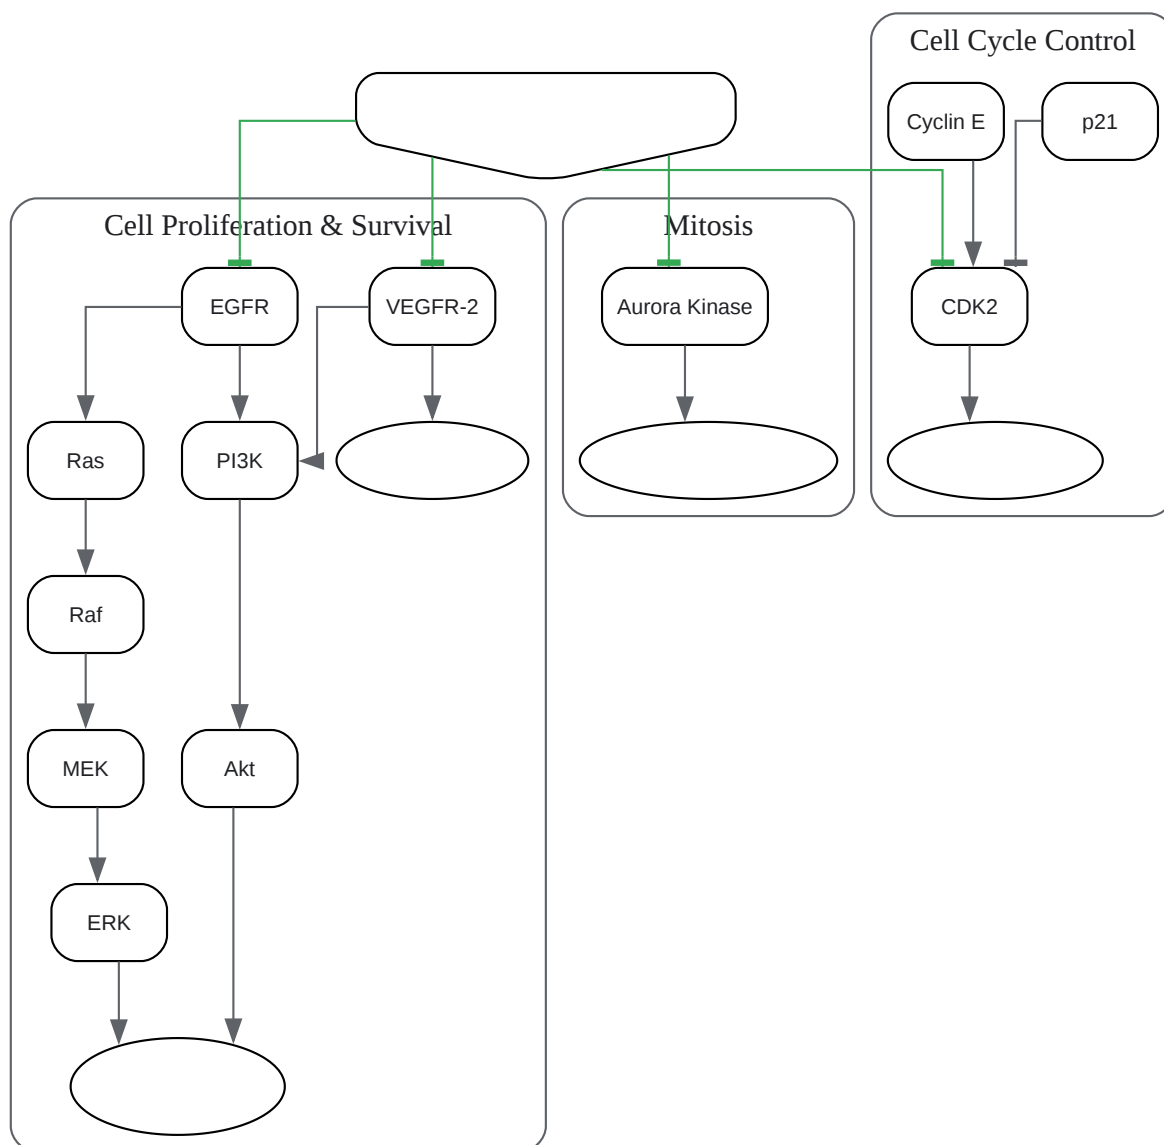 Cell Cycle Control
Cyclin E
p21
Cell Proliferation & Survival
Mitosis
EGFR
VEGFR-2
Aurora Kinase
CDK2
Ras
PI3K
Raf
MEK
Akt
ERK